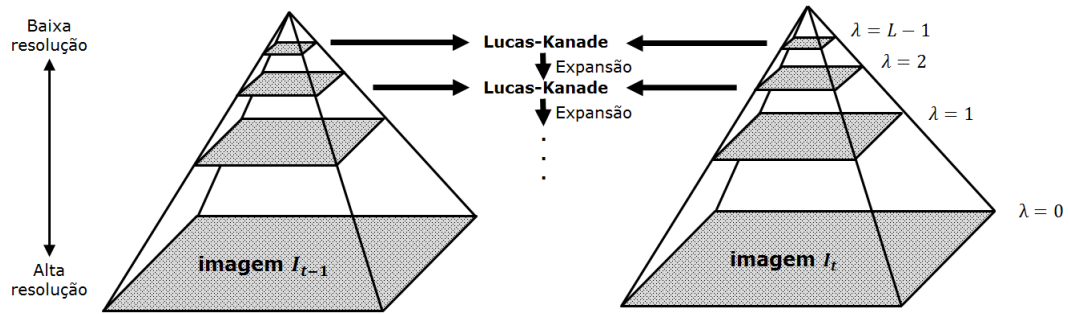 Baixa
resolução
Lucas-Kanade
λ = L − 1
Expansão
λ = 2
Lucas-Kanade
Expansão
λ = 1
.
.
.
λ = 0
imagem I_{t−1}
imagem I_t
Alta
resolução